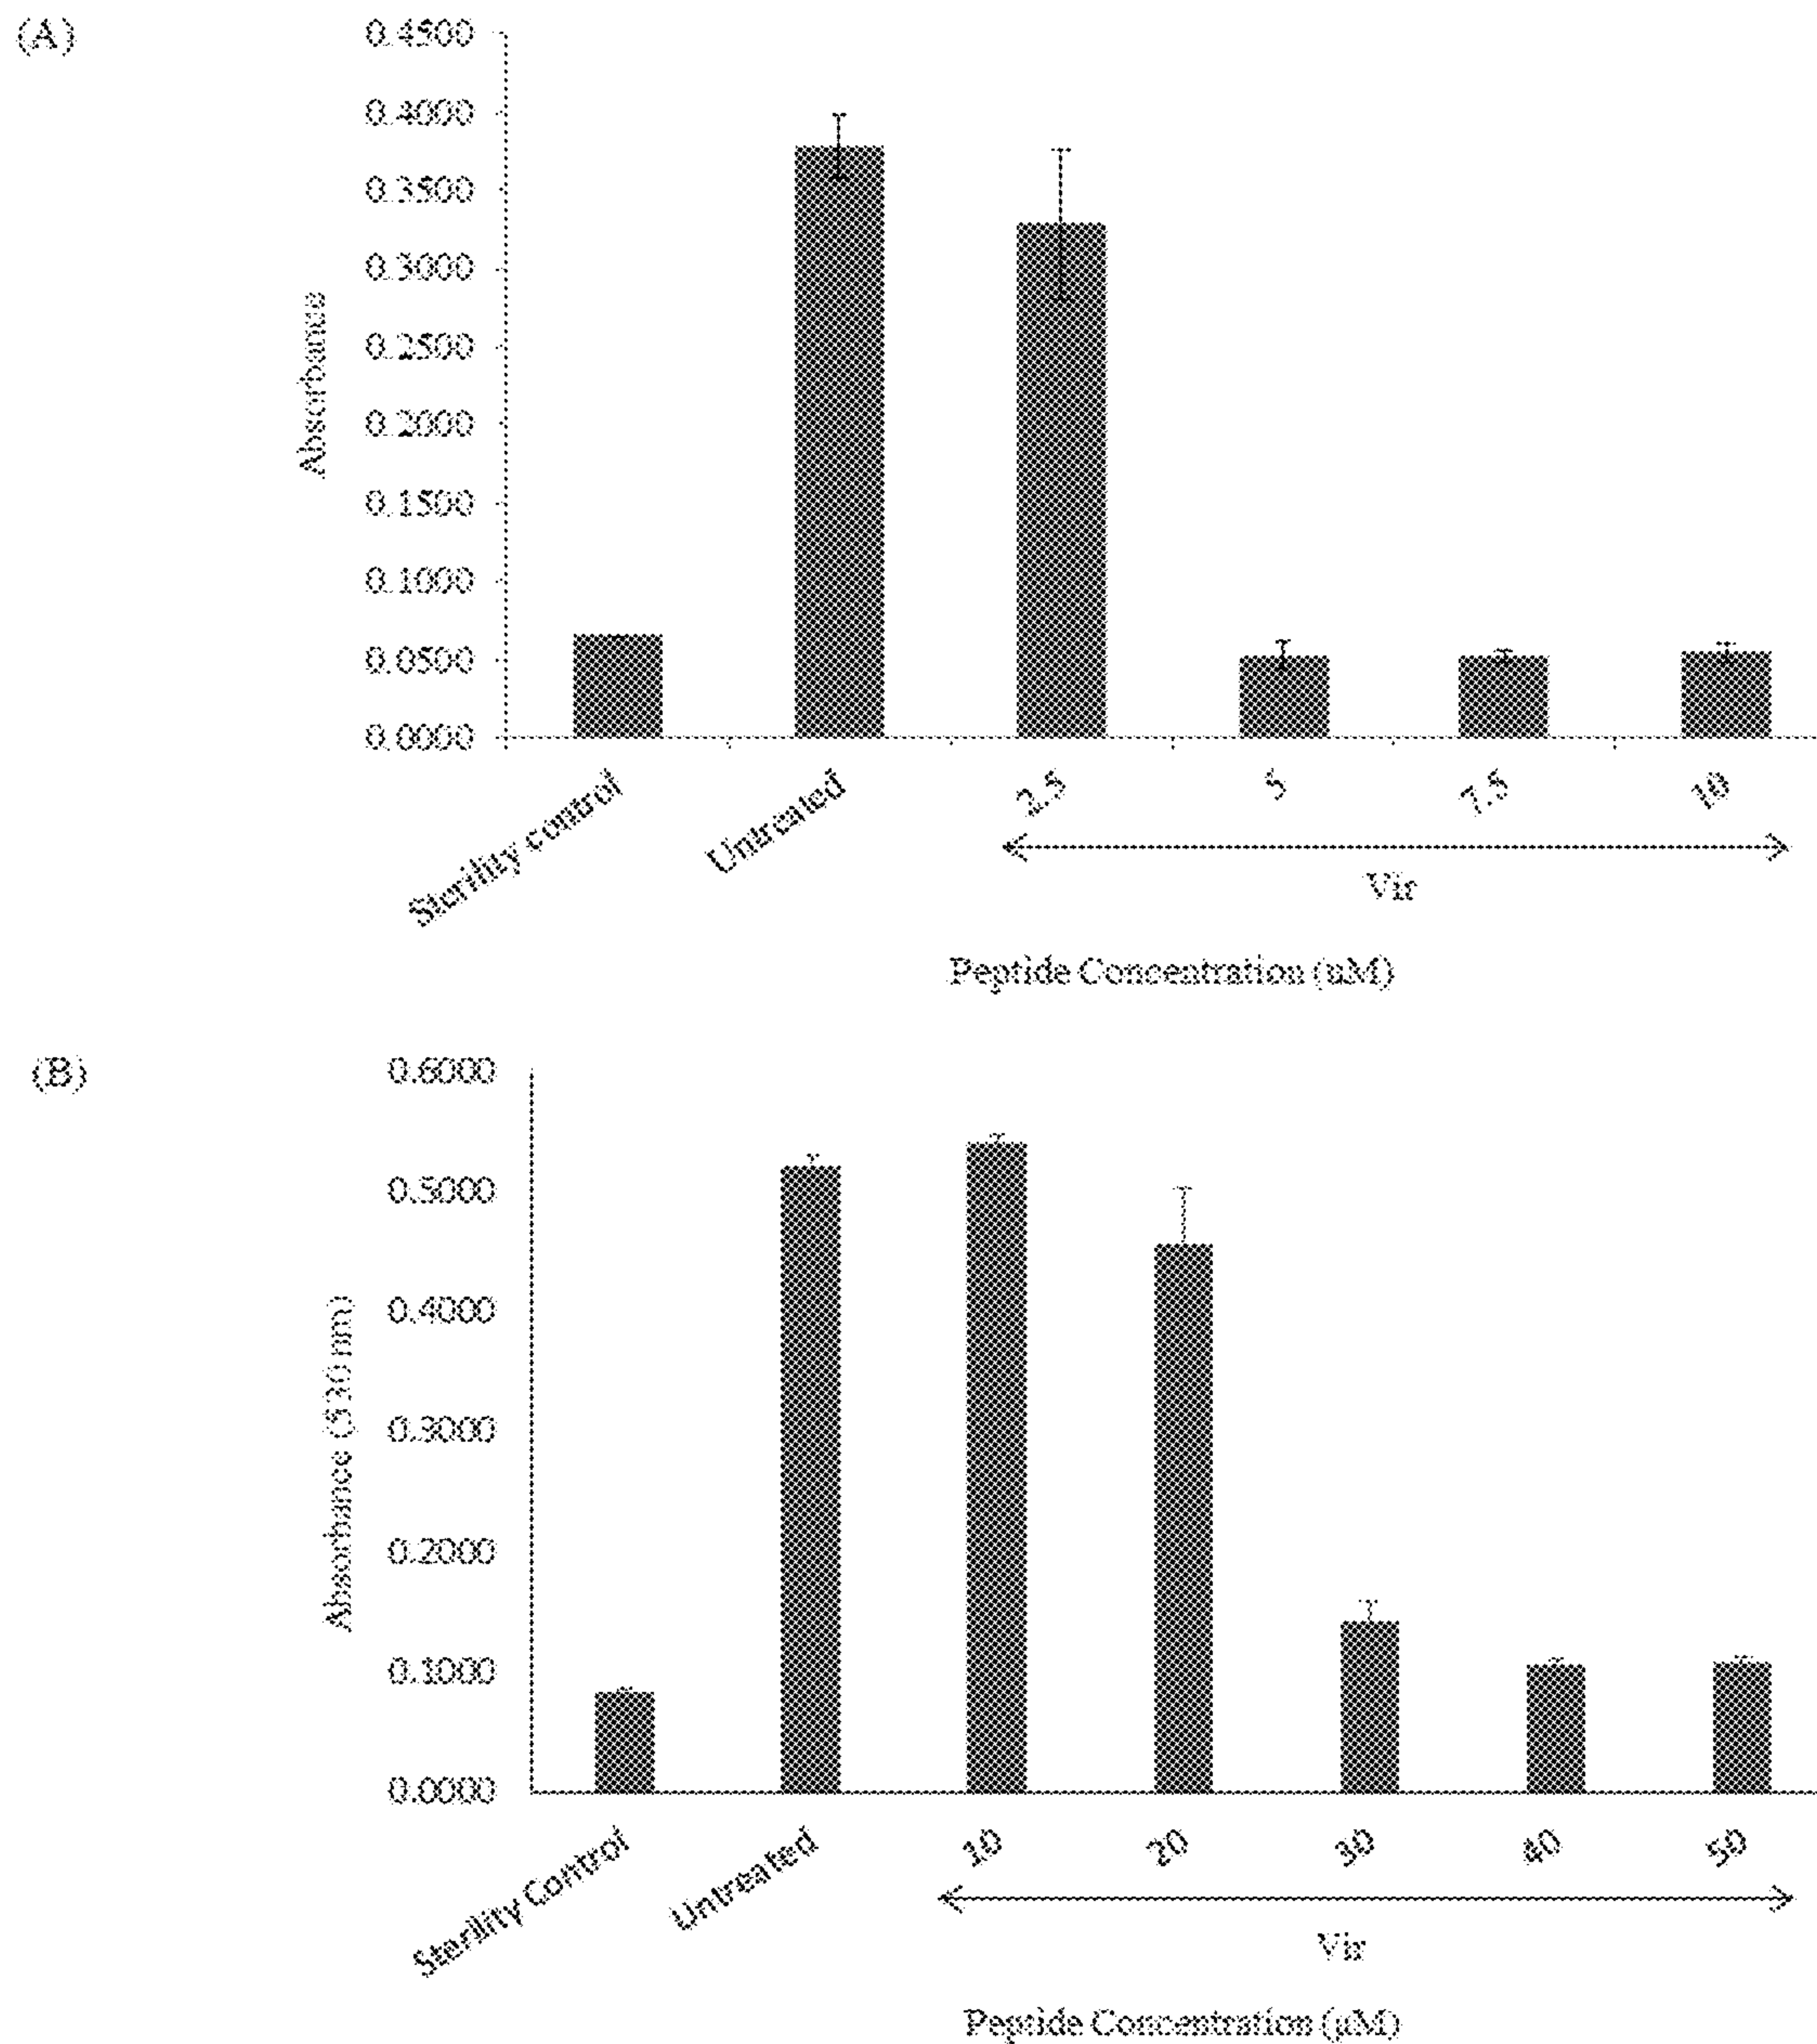 (A)
0.4500
0.4000
0.3500
0.3000
0.2500
0.2000
0.1500
0.1000
0.0500
0.0000
Absorbance
Sterility control
Untreated
2.5
5
7.5
10
Vir
Peptide Concentration (uM)
(B)
0.6000
0.5000
0.4000
0.3000
0.2000
0.1000
0.0000
Absorbance (530 nm)
Sterility Control
Untreated
10
20
30
40
50
Vir
Peptide Concentration (µM)